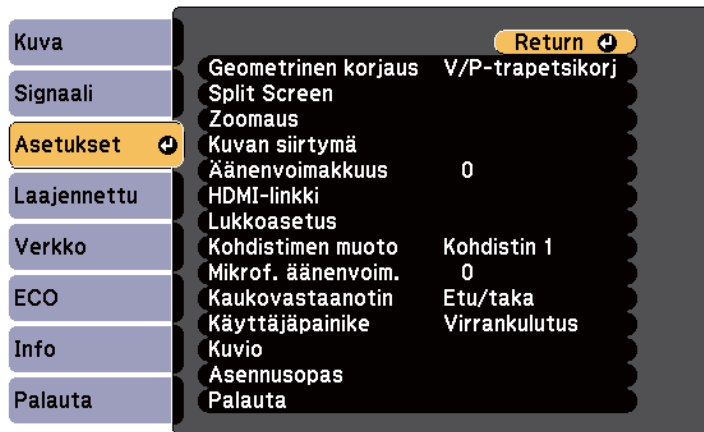 Kuva
Signaali
Asetukset
Laajennettu
Verkko
ECO
Info
Palauta
Return
Geometrinen korjaus V/P-trapetsikorj
Split Screen
Zoomaus
Kuvan siirtymä
Äänenvoimakkuus 0
HDMI-linkki
Lukkoasetus
Kohdistimen muoto Kohdistin 1
Mikrof. äänenvoim. 0
Kaukovastaanotin Etu/taka
Käyttäjäpainike Virrankulutus
Kuvio
Asennusopas
Palauta